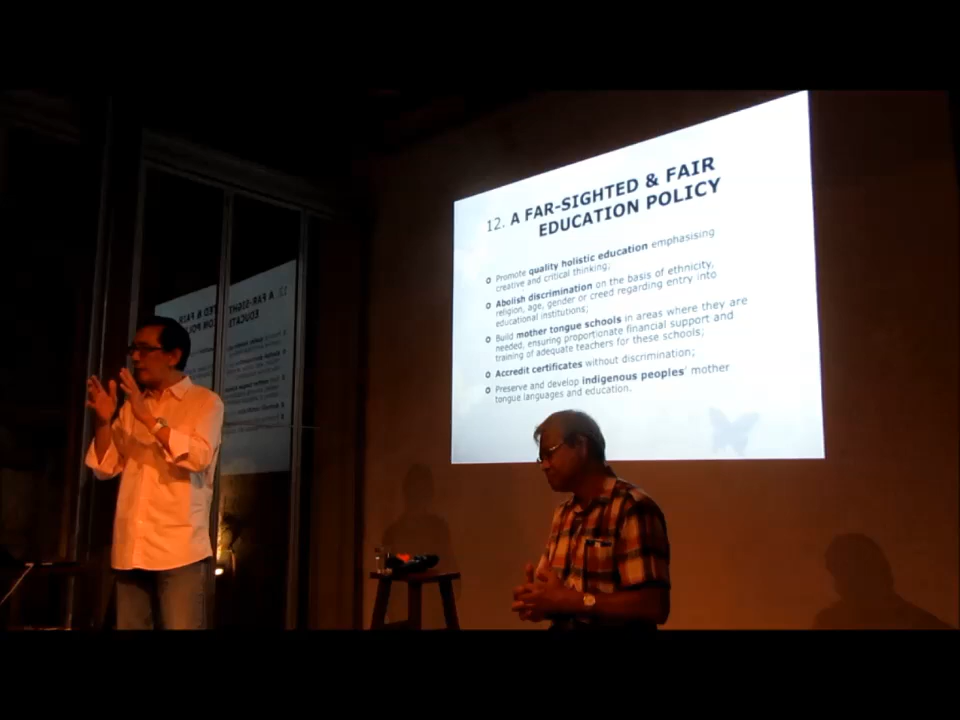 12. A FAR-SIGHTED & FAIR
EDUCATION POLICY
Promote quality holistic education emphasising
creative and critical thinking;
Abolish discrimination on the basis of ethnicity,
religion, age, gender or creed regarding entry into
educational institutions;
Build mother tongue schools in areas where they are
needed, ensuring proportionate financial support and
training of adequate teachers for these schools;
Accredit certificates without discrimination;
Preserve and develop indigenous peoples' mother
tongue languages and education.